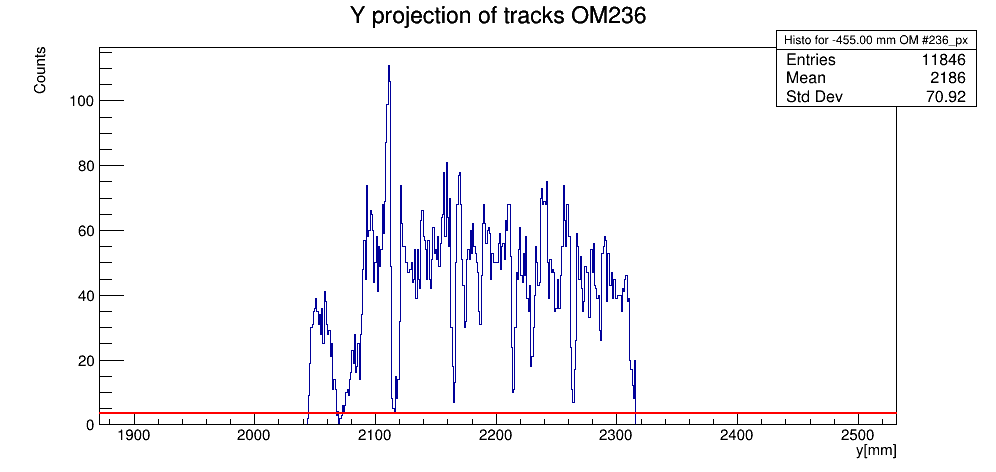 Y projection of tracks OM236
Histo for -455.00 mm OM #236_px
Entries 11846
Mean 2186
Std Dev 70.92
Counts
100
80
60
40
20
0
1900 2000 2100 2200 2300 2400 2500
y[mm]